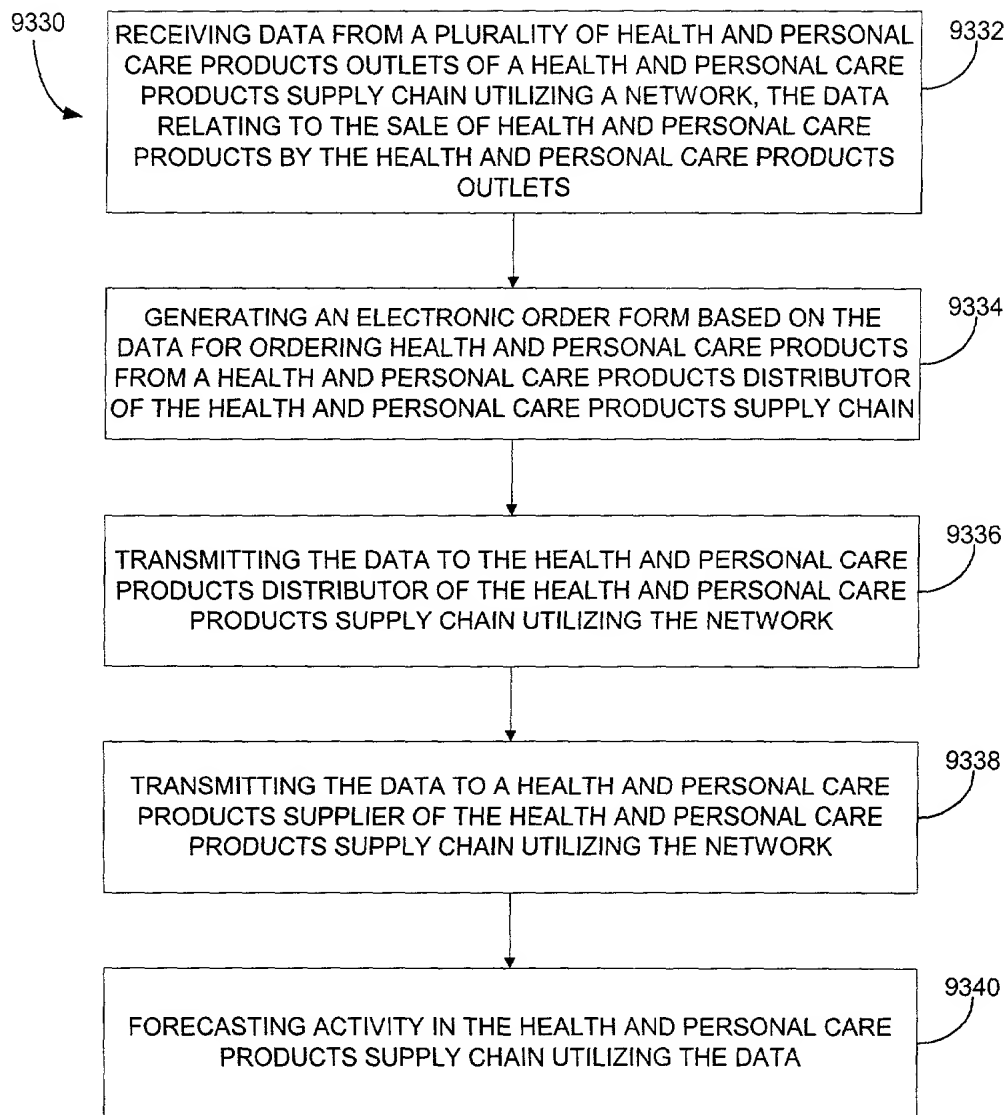 9330
RECEIVING DATA FROM A PLURALITY OF HEALTH AND PERSONAL
CARE PRODUCTS OUTLETS OF A HEALTH AND PERSONAL CARE
PRODUCTS SUPPLY CHAIN UTILIZING A NETWORK, THE DATA
RELATING TO THE SALE OF HEALTH AND PERSONAL CARE
PRODUCTS BY THE HEALTH AND PERSONAL CARE PRODUCTS
OUTLETS
9332
GENERATING AN ELECTRONIC ORDER FORM BASED ON THE
DATA FOR ORDERING HEALTH AND PERSONAL CARE PRODUCTS
FROM A HEALTH AND PERSONAL CARE PRODUCTS DISTRIBUTOR
OF THE HEALTH AND PERSONAL CARE PRODUCTS SUPPLY CHAIN
9334
TRANSMITTING THE DATA TO THE HEALTH AND PERSONAL CARE
PRODUCTS DISTRIBUTOR OF THE HEALTH AND PERSONAL CARE
PRODUCTS SUPPLY CHAIN UTILIZING THE NETWORK
9336
TRANSMITTING THE DATA TO A HEALTH AND PERSONAL CARE
PRODUCTS SUPPLIER OF THE HEALTH AND PERSONAL CARE
PRODUCTS SUPPLY CHAIN UTILIZING THE NETWORK
9338
FORECASTING ACTIVITY IN THE HEALTH AND PERSONAL CARE
PRODUCTS SUPPLY CHAIN UTILIZING THE DATA
9340